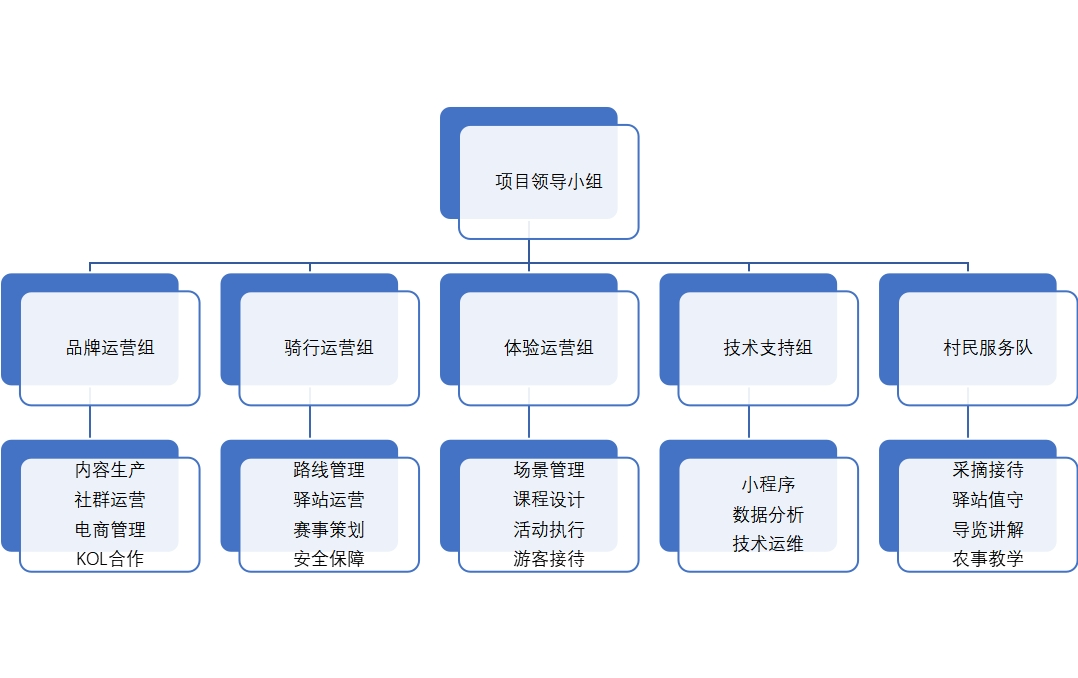 项目领导小组
品牌运营组
骑行运营组
体验运营组
技术支持组
村民服务队
内容生产
社群运营
电商管理
KOL合作
路线管理
驿站运营
赛事策划
安全保障
场景管理
课程设计
活动执行
游客接待
小程序
数据分析
技术运维
采摘接待
驿站值守
导览讲解
农事教学